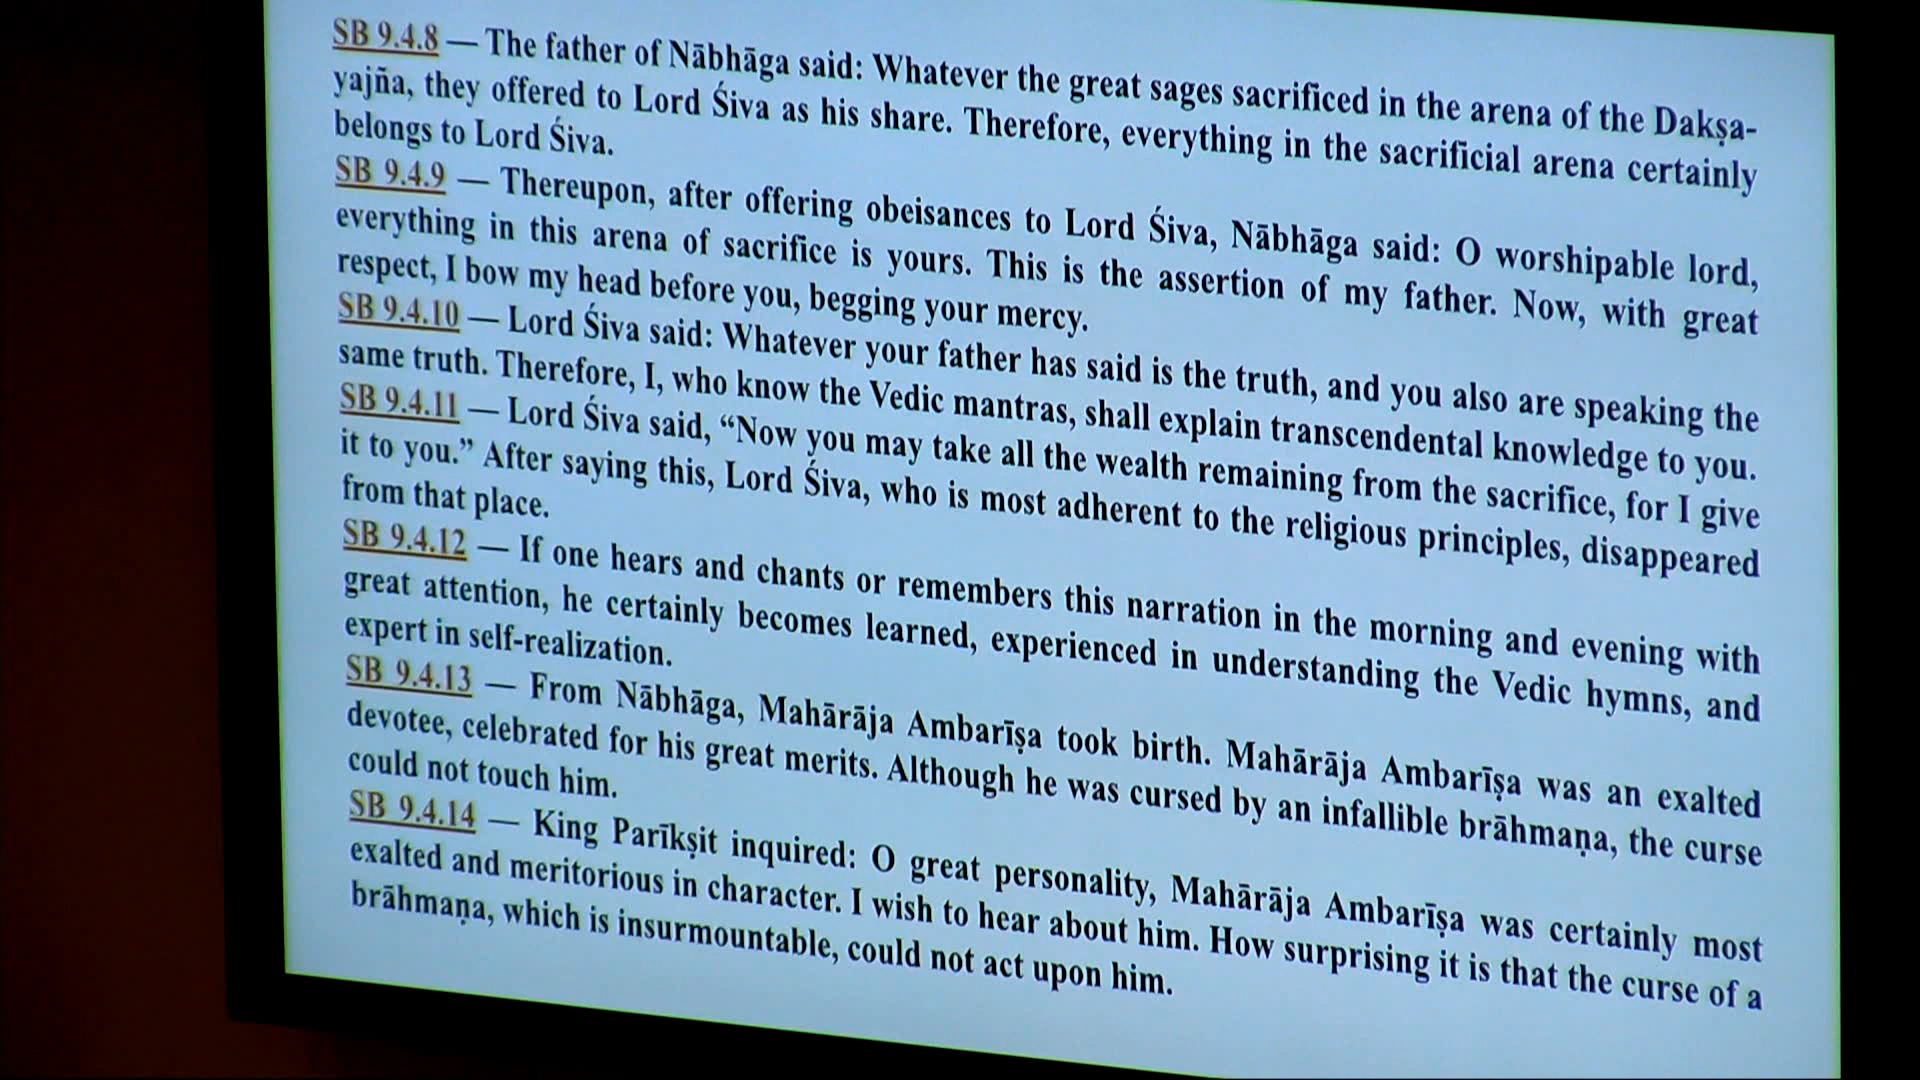 SB 9.4.8 — The father of Nābhāga said: Whatever the great sages sacrificed in the arena of the Dakṣa-
yajña, they offered to Lord Śiva as his share. Therefore, everything in the sacrificial arena certainly
belongs to Lord Śiva.
SB 9.4.9 — Thereupon, after offering obeisances to Lord Śiva, Nābhāga said: O worshipable lord,
everything in this arena of sacrifice is yours. This is the assertion of my father. Now, with great
respect, I bow my head before you, begging your mercy.
SB 9.4.10 — Lord Śiva said: Whatever your father has said is the truth, and you also are speaking the
same truth. Therefore, I, who know the Vedic mantras, shall explain transcendental knowledge to you.
SB 9.4.11 — Lord Śiva said, “Now you may take all the wealth remaining from the sacrifice, for I give
it to you.” After saying this, Lord Śiva, who is most adherent to the religious principles, disappeared
from that place.
SB 9.4.12 — If one hears and chants or remembers this narration in the morning and evening with
great attention, he certainly becomes learned, experienced in understanding the Vedic hymns, and
expert in self-realization.
SB 9.4.13 — From Nābhāga, Mahārāja Ambarīṣa took birth. Mahārāja Ambarīṣa was an exalted
devotee, celebrated for his great merits. Although he was cursed by an infallible brāhmaṇa, the curse
could not touch him.
SB 9.4.14 — King Parīkṣit inquired: O great personality, Mahārāja Ambarīṣa was certainly most
exalted and meritorious in character. I wish to hear about him. How surprising it is that the curse of a
brāhmaṇa, which is insurmountable, could not act upon him.